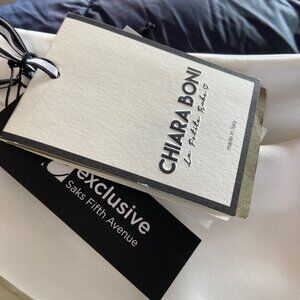 CHIARA BONI
La Petite Robe
made in Italy
exclusive
Saks Fifth Avenue